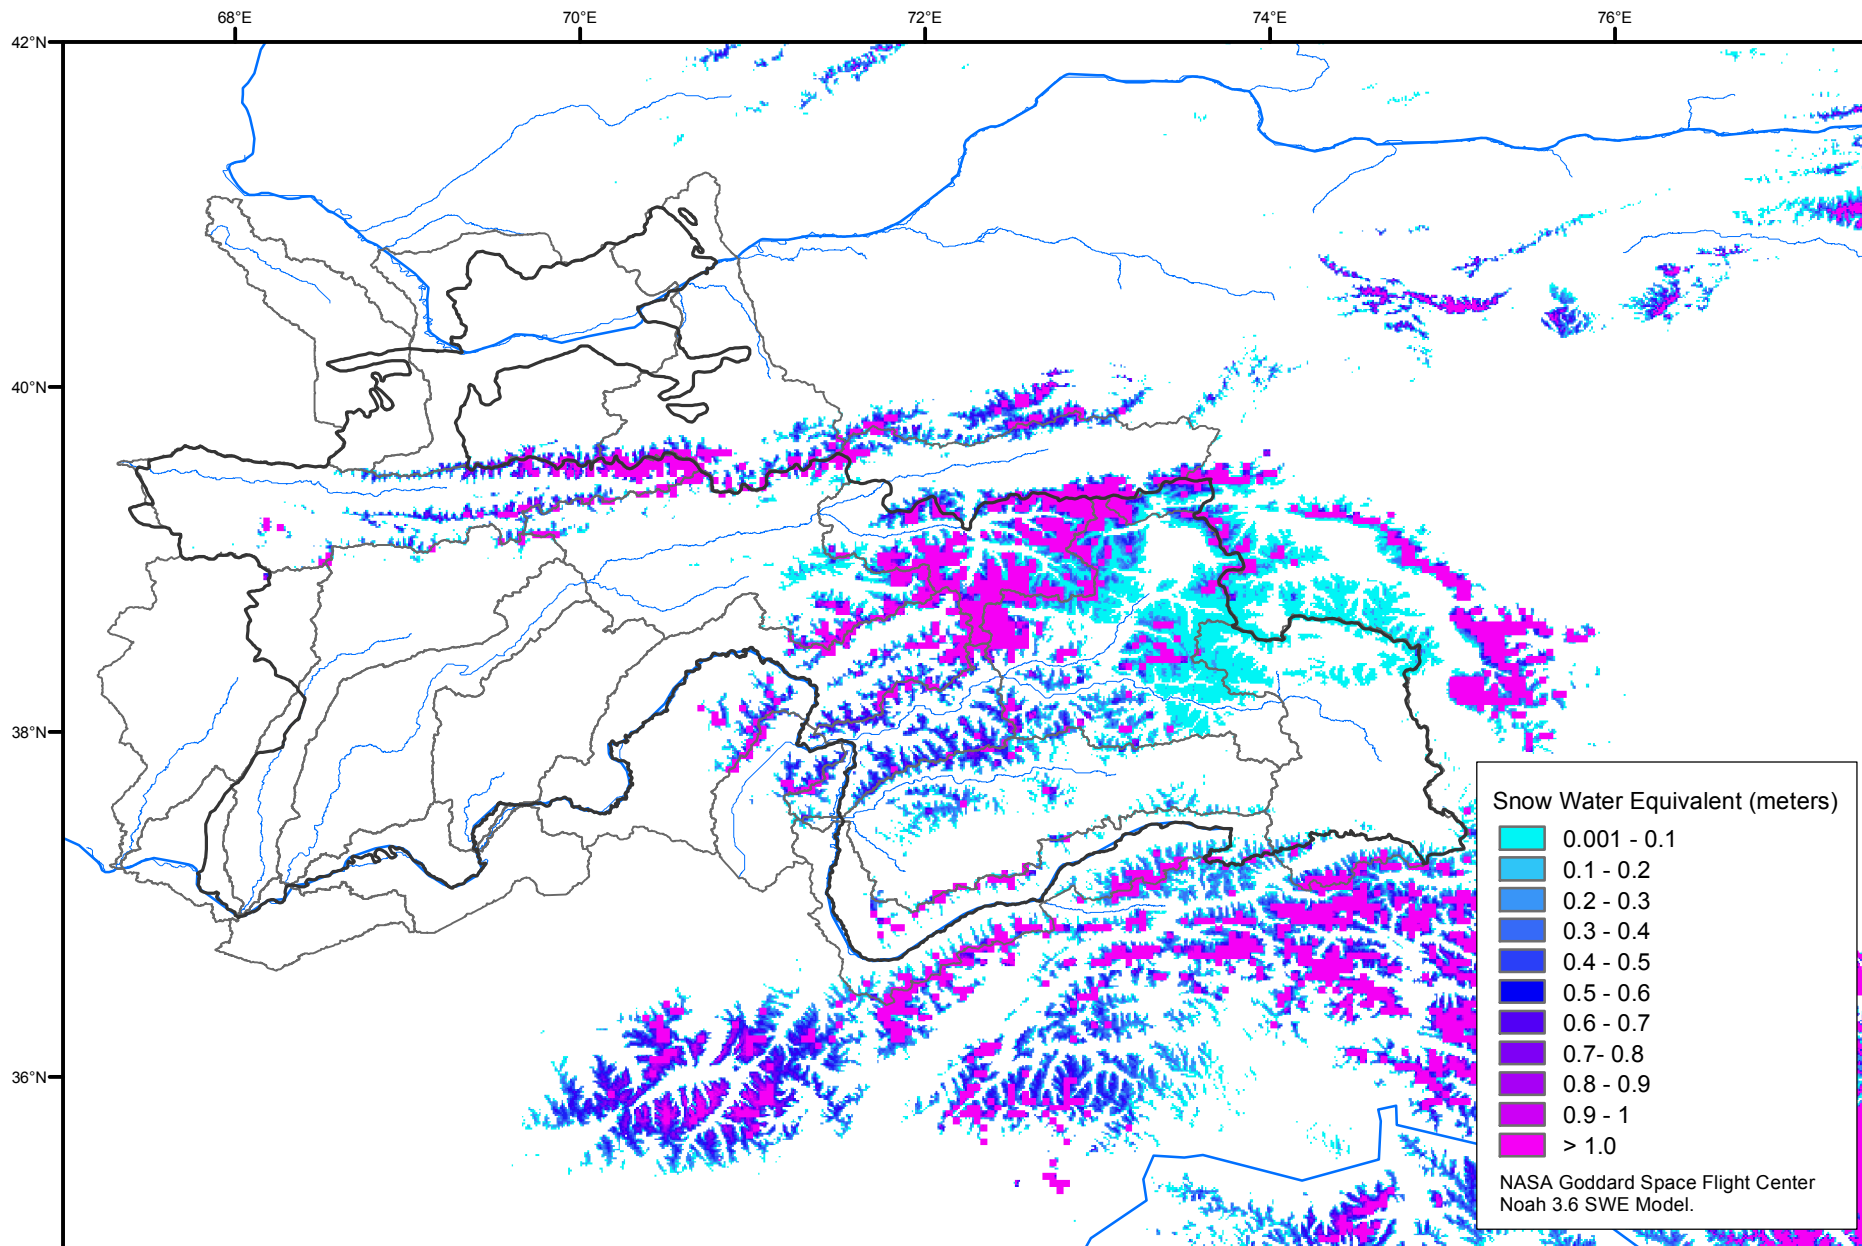 68°E
70°E
72°E
74°E
76°E
42°N
40°N
38°N
36°N
Snow Water Equivalent (meters)
0.001 - 0.1
0.1 - 0.2
0.2 - 0.3
0.3 - 0.4
0.4 - 0.5
0.5 - 0.6
0.6 - 0.7
0.7- 0.8
0.8 - 0.9
0.9 - 1
> 1.0
NASA Goddard Space Flight Center
Noah 3.6 SWE Model.